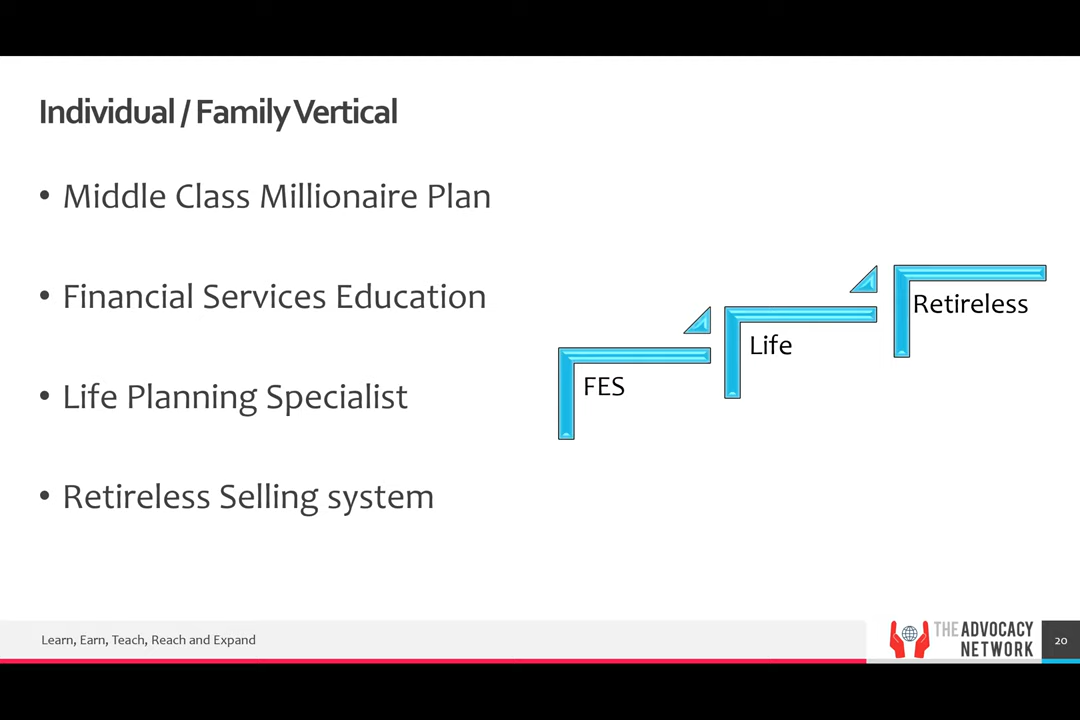 Individual / Family Vertical
• Middle Class Millionaire Plan
• Financial Services Education
• Life Planning Specialist
• Retireless Selling system
FES
Life
Retireless
Learn, Earn, Teach, Reach and Expand
THE ADVOCACY
NETWORK
20